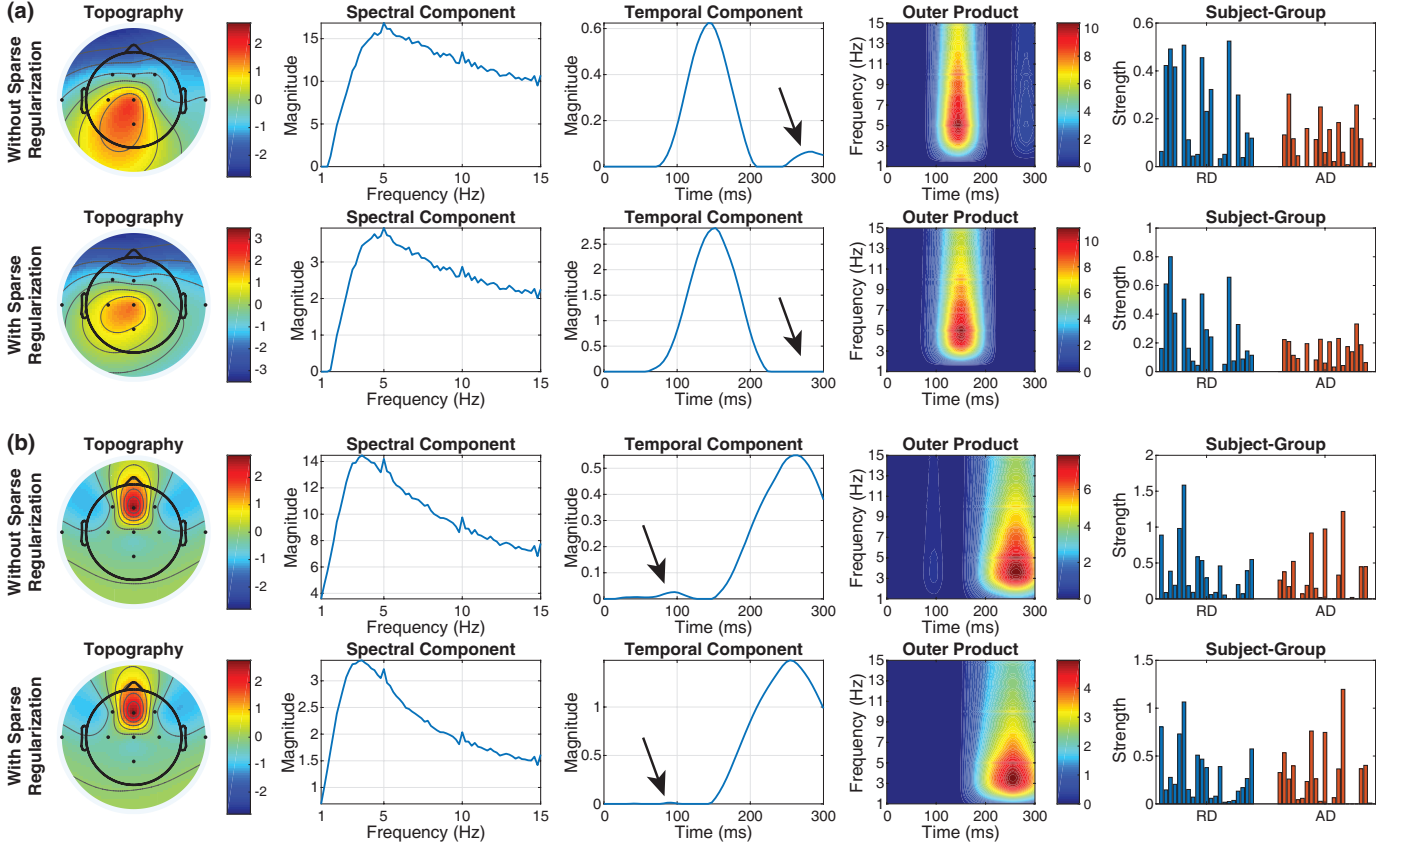 (a)
Without Sparse
Regularization
Topography
2
1
0
-1
-2
Spectral Component
Magnitude
15
10
5
0
1 5 10 15
Frequency (Hz)
Temporal Component
Magnitude
0.6
0.4
0.2
0
0 100 200 300
Time (ms)
Outer Product
Frequency (Hz)
15
13
11
9
7
5
3
1
0 100 200 300
Time (ms)
10
8
6
4
2
0
Subject-Group
Strength
0.6
0.4
0.2
0
RD AD
With Sparse
Regularization
Topography
3
2
1
0
-1
-2
-3
Spectral Component
Magnitude
3
2
1
0
1 5 10 15
Frequency (Hz)
Temporal Component
Magnitude
2.5
2
1.5
1
0.5
0
0 100 200 300
Time (ms)
Outer Product
Frequency (Hz)
15
13
11
9
7
5
3
1
0 100 200 300
Time (ms)
10
8
6
4
2
0
Subject-Group
Strength
1
0.8
0.6
0.4
0.2
0
RD AD
(b)
Without Sparse
Regularization
Topography
2
1
0
-1
-2
Spectral Component
Magnitude
14
12
10
8
6
4
1 5 10 15
Frequency (Hz)
Temporal Component
Magnitude
0.5
0.4
0.3
0.2
0.1
0
0 100 200 300
Time (ms)
Outer Product
Frequency (Hz)
15
13
11
9
7
5
3
1
0 100 200 300
Time (ms)
6
4
2
0
Subject-Group
Strength
2
1.5
1
0.5
0
RD AD
With Sparse
Regularization
Topography
2
1
0
-1
-2
Spectral Component
Magnitude
3
2.5
2
1.5
1
1 5 10 15
Frequency (Hz)
Temporal Component
Magnitude
1
0.5
0
0 100 200 300
Time (ms)
Outer Product
Frequency (Hz)
15
13
11
9
7
5
3
1
0 100 200 300
Time (ms)
4
3
2
1
0
Subject-Group
Strength
1.5
1
0.5
0
RD AD